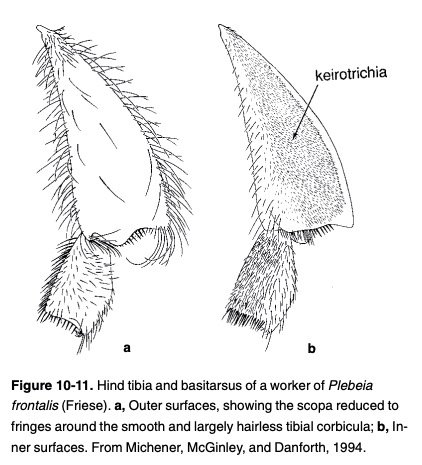 keirotrichia
a
b
Figure 10-11. Hind tibia and basitarsus of a worker of Plebeia
frontalis (Friese). a, Outer surfaces, showing the scopa reduced to
fringes around the smooth and largely hairless tibial corbicula; b, In-
ner surfaces. From Michener, McGinley, and Danforth, 1994.